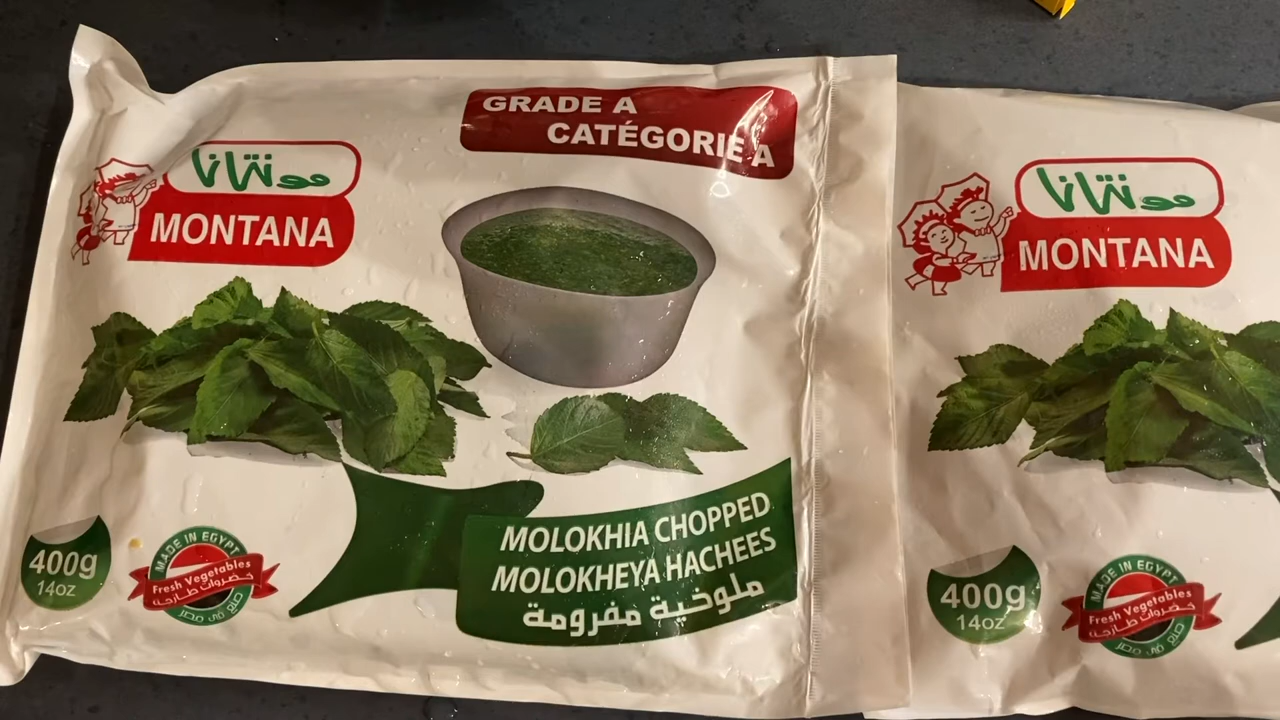 GRADE A
CATÉGORIE A
مونتانا
MONTANA
MOLOKHIA CHOPPED
MOLOKHEYA HACHEES
ملوخية مفرومة
400g
14oz
MADE IN EGYPT
Fresh Vegetables
خضروات طازجة
صنع في مصر
مونتانا
MONTANA
400g
14oz
MADE IN EGYPT
Fresh Vegetables
خضروات طازجة
صنع في مصر